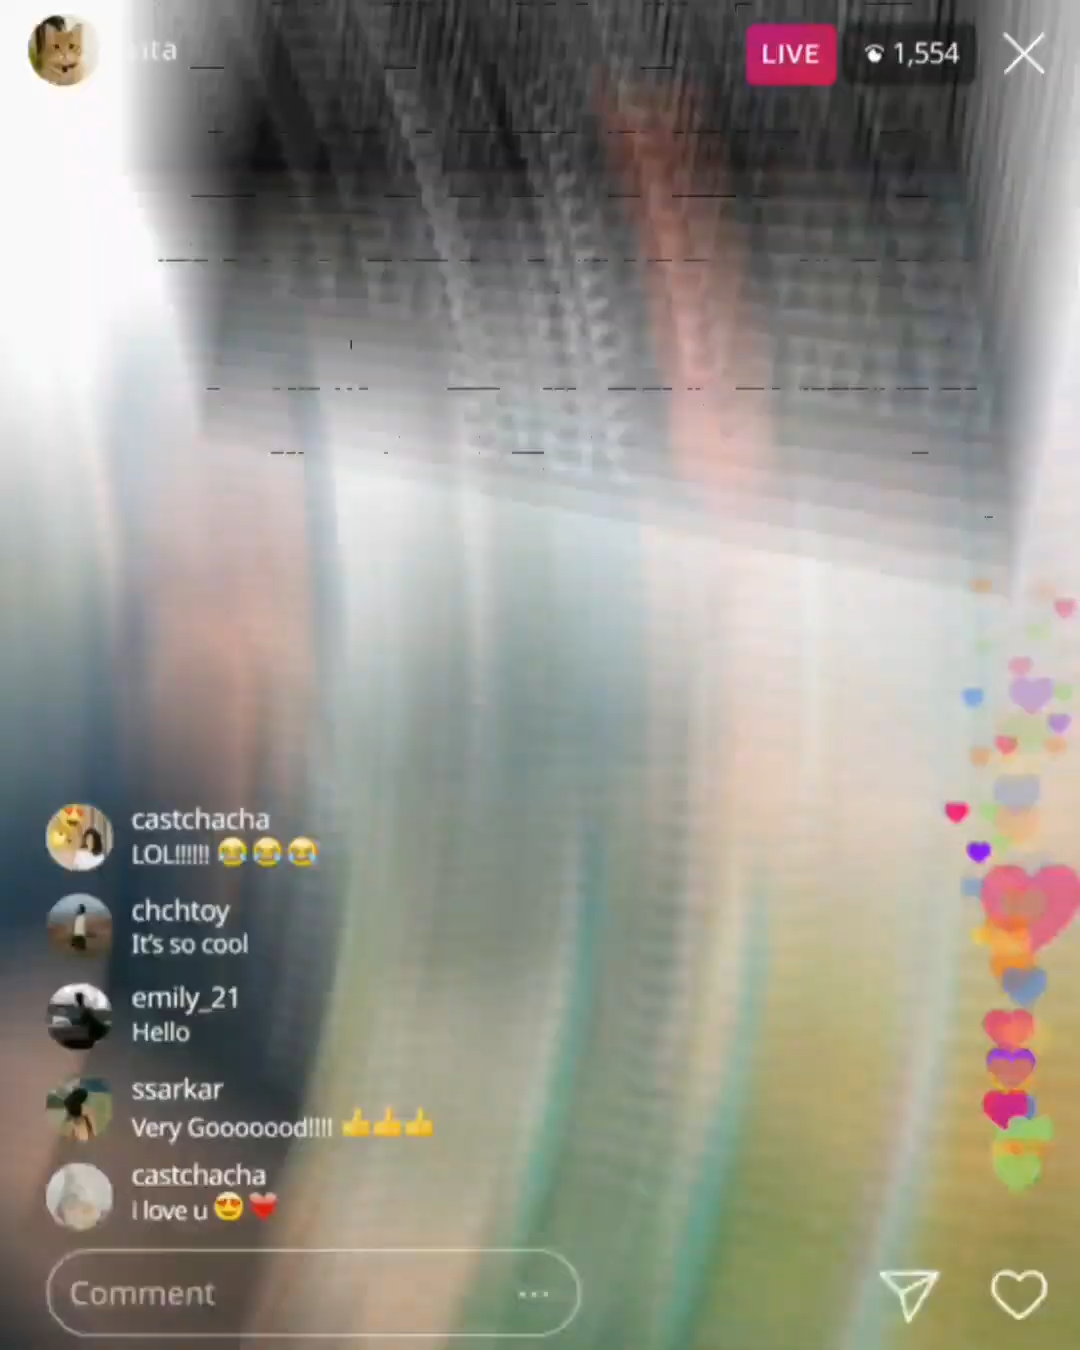 LIVE
1,554
castchacha
LOL!!!!!! 😂😂😂
chchtoy
It's so cool
emily_21
Hello
ssarkar
Very Gooooood!!!! 👍👍👍
castchacha
i love u 😍❤️
Comment